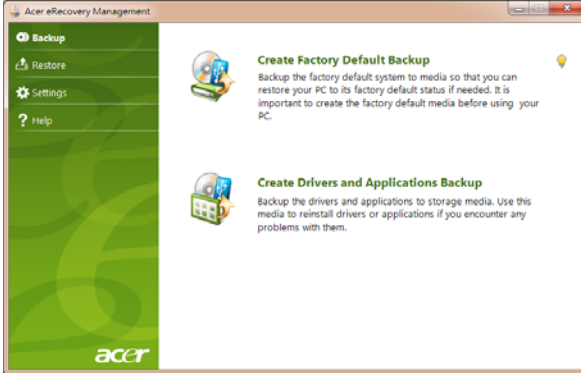 Acer eRecovery Management
Backup
Restore
Settings
Help
Create Factory Default Backup
Backup the factory default system to media so that you can
restore your PC to its factory default status if needed. It is
important to create the factory default media before using your
PC.
Create Drivers and Applications Backup
Backup the drivers and applications to storage media. Use this
media to reinstall drivers or applications if you encounter any
problems with them.
acer